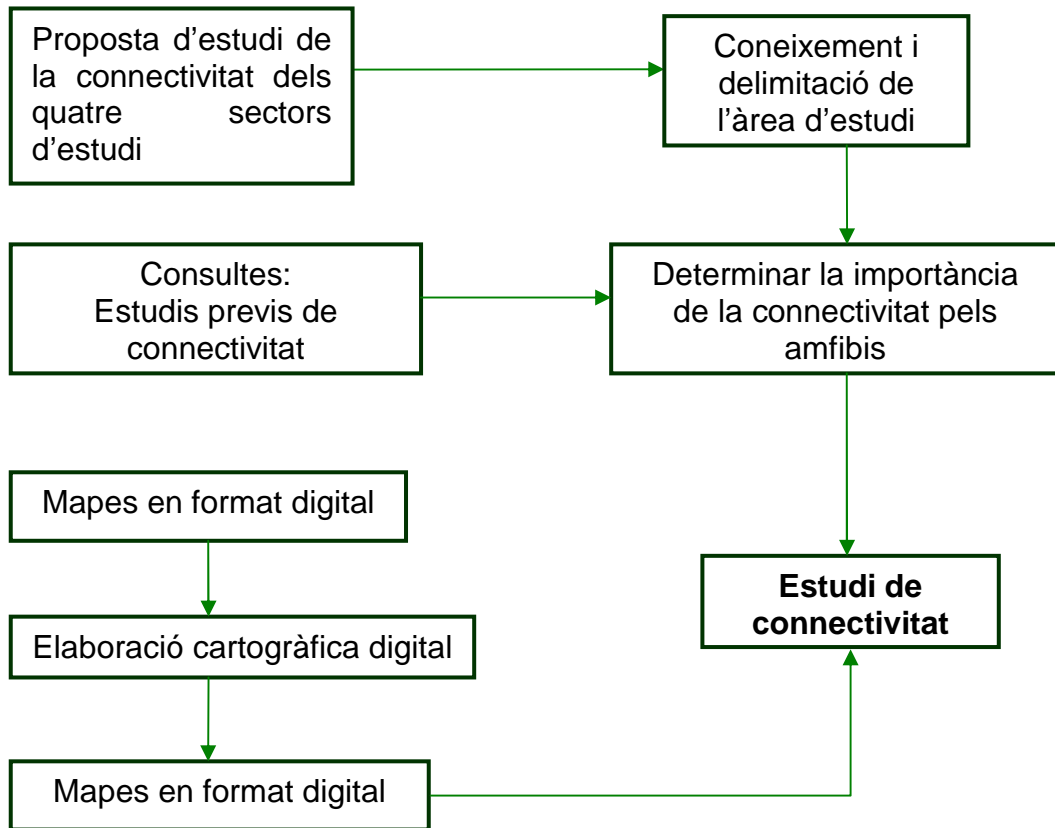 Proposta d’estudi de
la connectivitat dels
quatre sectors
d’estudi
Coneixement i
delimitació de
l’àrea d’estudi
Consultes:
Estudis previs de
connectivitat
Determinar la importància
de la connectivitat pels
amfibis
Mapes en format digital
Estudi de
connectivitat
Elaboració cartogràfica digital
Mapes en format digital